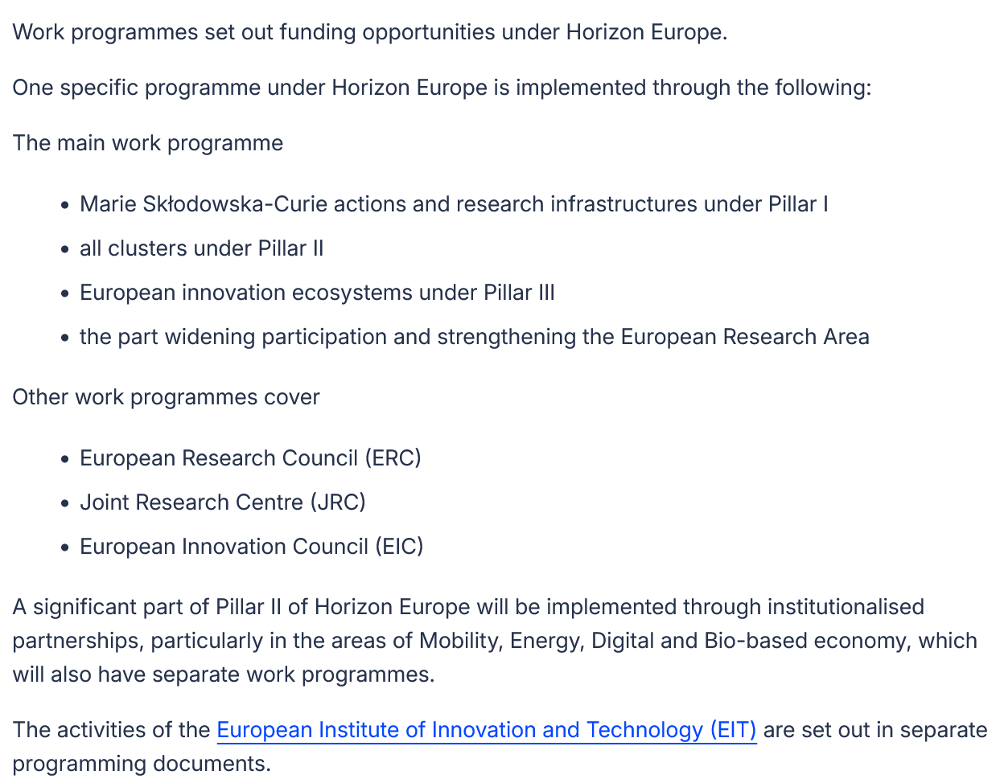 Work programmes set out funding opportunities under Horizon Europe.
One specific programme under Horizon Europe is implemented through the following:
The main work programme
• Marie Skłodowska-Curie actions and research infrastructures under Pillar I
• all clusters under Pillar II
• European innovation ecosystems under Pillar III
• the part widening participation and strengthening the European Research Area
Other work programmes cover
• European Research Council (ERC)
• Joint Research Centre (JRC)
• European Innovation Council (EIC)
A significant part of Pillar II of Horizon Europe will be implemented through institutionalised
partnerships, particularly in the areas of Mobility, Energy, Digital and Bio-based economy, which
will also have separate work programmes.
The activities of the European Institute of Innovation and Technology (EIT) are set out in separate
programming documents.